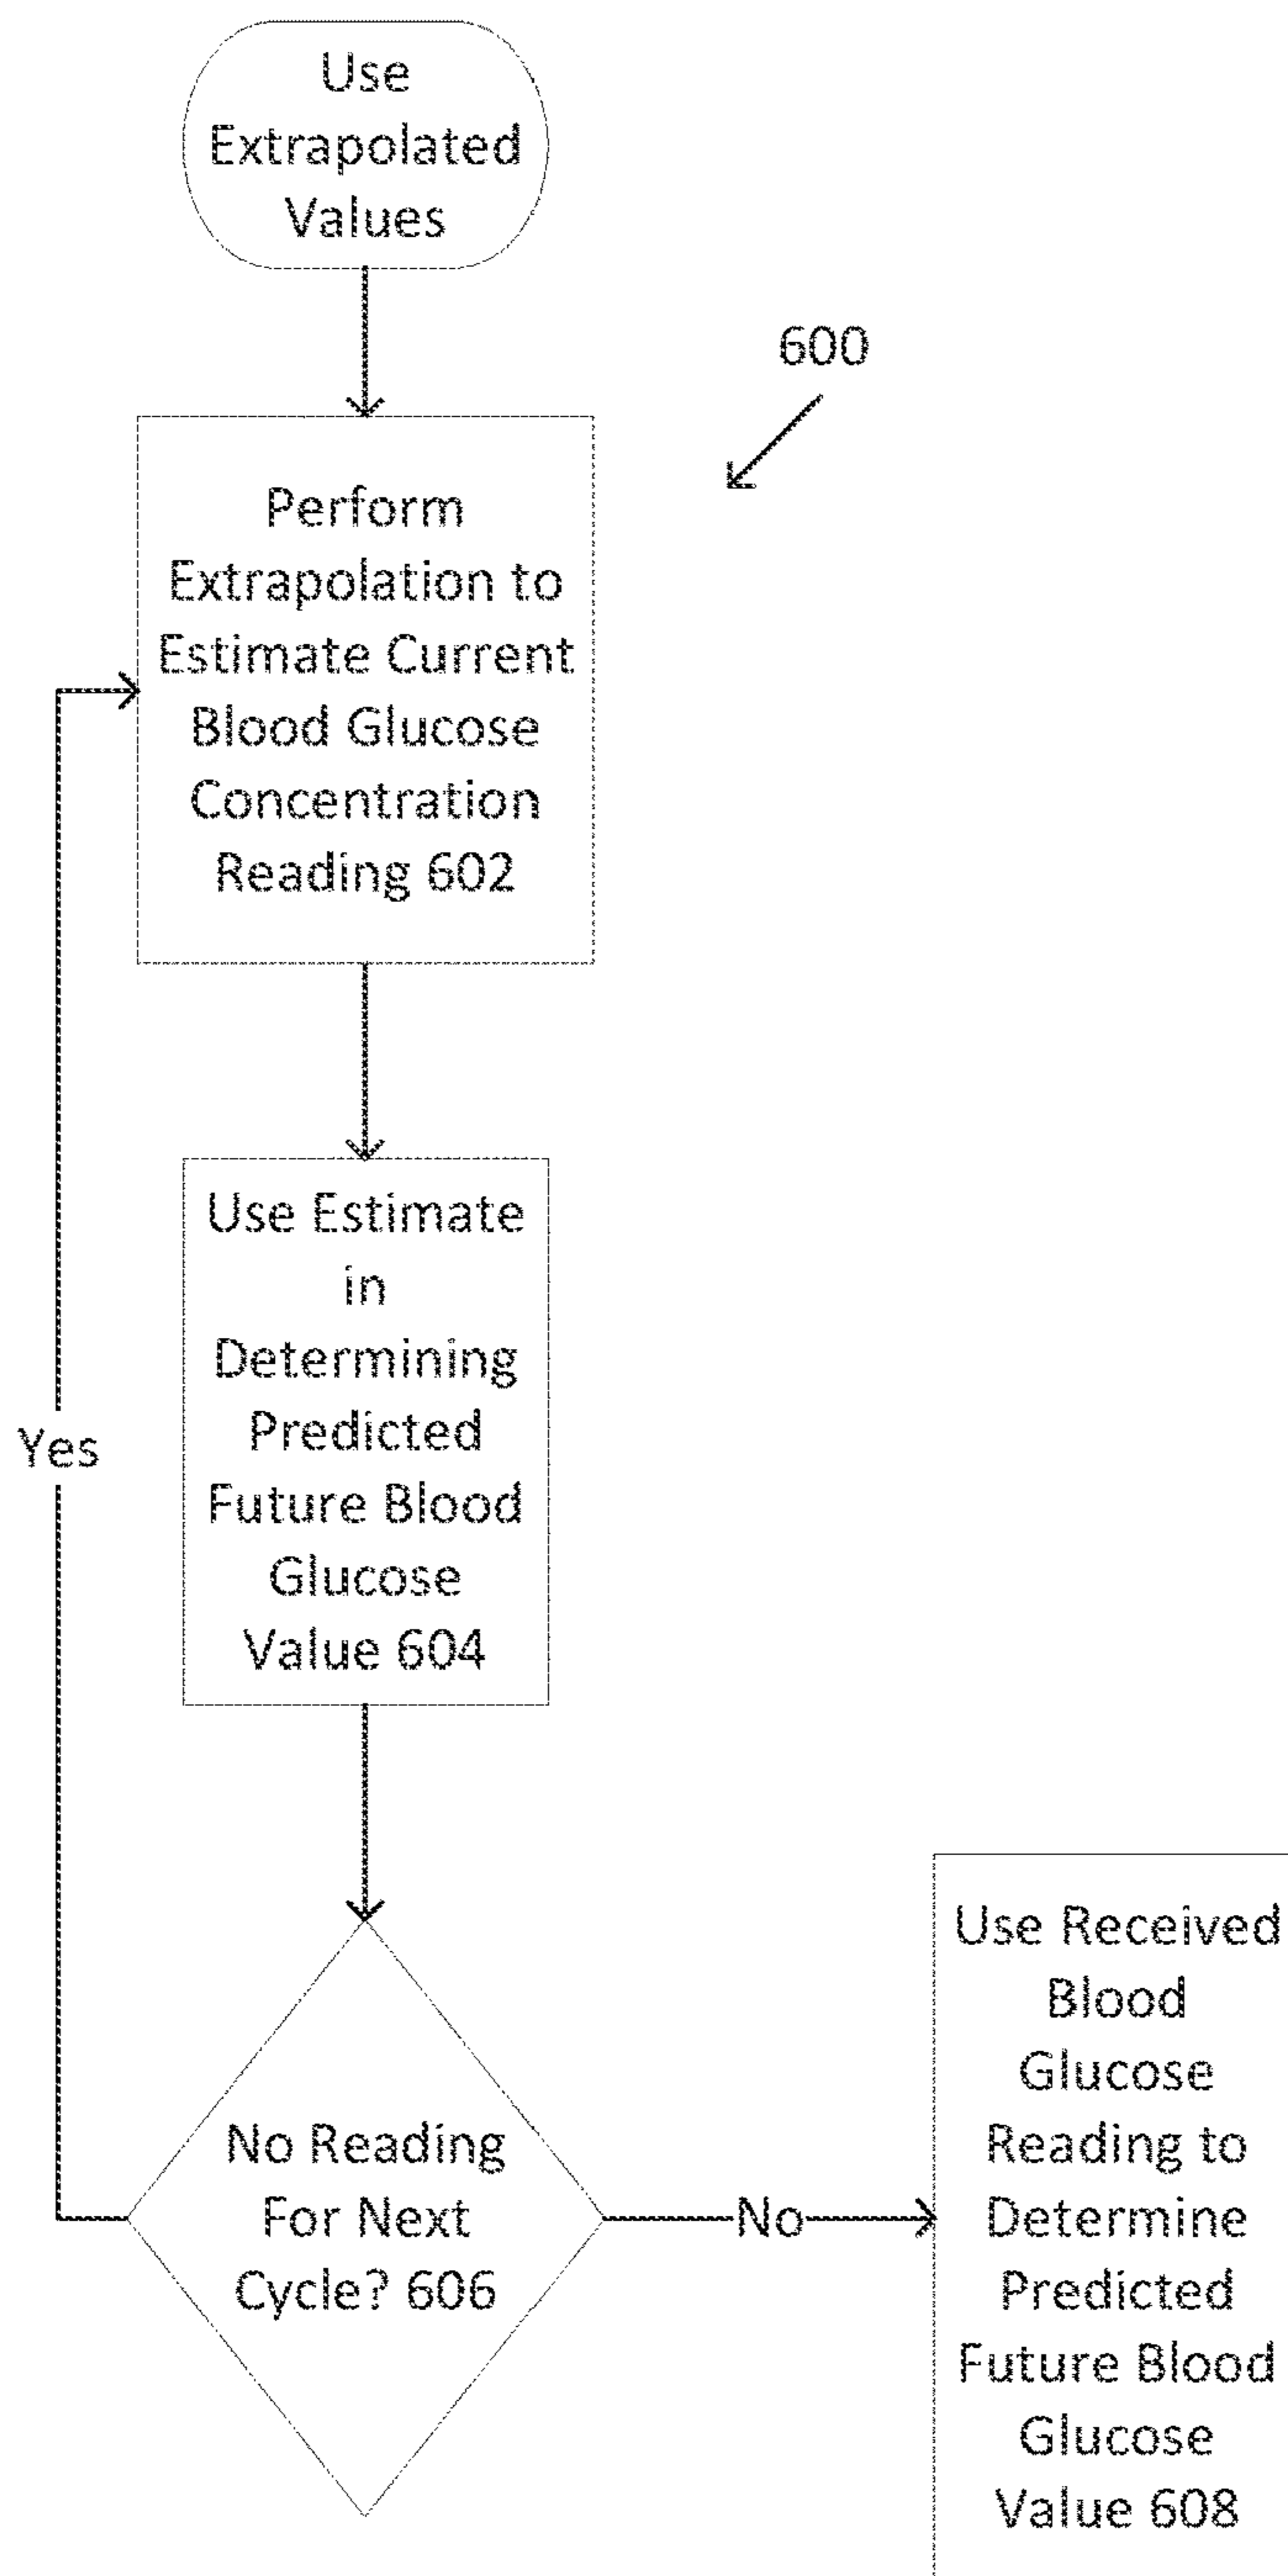 Use
Extrapolated
Values
600
Perform
Extrapolation to
Estimate Current
Blood Glucose
Concentration
Reading 602
Use Estimate
in
Determining
Predicted
Future Blood
Glucose
Value 604
Yes
No Reading
For Next
Cycle? 606
No
Use Received
Blood
Glucose
Reading to
Determine
Predicted
Future Blood
Glucose
Value 608